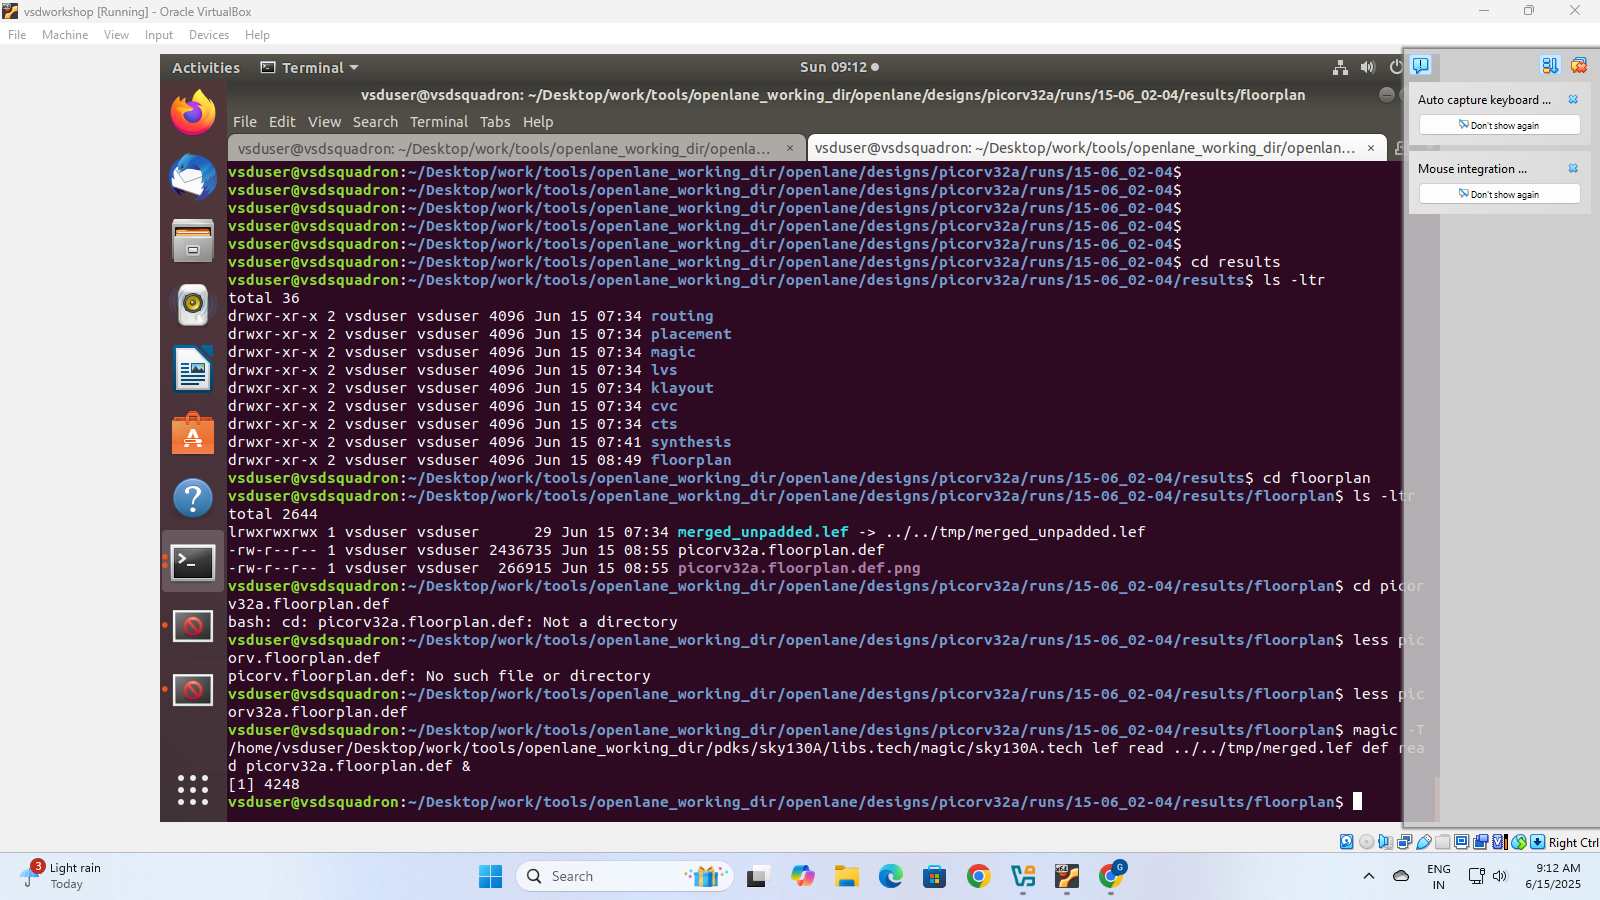 vsdworkshop [Running] - Oracle VirtualBox
File Machine View Input Devices Help
Activities Terminal Sun 09:12
vsduser@vsdsquadron: ~/Desktop/work/tools/openlane_working_dir/openlane/designs/picorv32a/runs/15-06_02-04/results/floorplan
File Edit View Search Terminal Tabs Help
vsduser@vsdsquadron: ~/Desktop/work/tools/openlane_working_dir/openla... ×
vsduser@vsdsquadron: ~/Desktop/work/tools/openlane_working_dir/openlan... ×
vsduser@vsdsquadron:~/Desktop/work/tools/openlane_working_dir/openlane/designs/picorv32a/runs/15-06_02-04$
vsduser@vsdsquadron:~/Desktop/work/tools/openlane_working_dir/openlane/designs/picorv32a/runs/15-06_02-04$
vsduser@vsdsquadron:~/Desktop/work/tools/openlane_working_dir/openlane/designs/picorv32a/runs/15-06_02-04$
vsduser@vsdsquadron:~/Desktop/work/tools/openlane_working_dir/openlane/designs/picorv32a/runs/15-06_02-04$
vsduser@vsdsquadron:~/Desktop/work/tools/openlane_working_dir/openlane/designs/picorv32a/runs/15-06_02-04$
vsduser@vsdsquadron:~/Desktop/work/tools/openlane_working_dir/openlane/designs/picorv32a/runs/15-06_02-04$ cd results
vsduser@vsdsquadron:~/Desktop/work/tools/openlane_working_dir/openlane/designs/picorv32a/runs/15-06_02-04/results$ ls -ltr
total 36
drwxr-xr-x 2 vsduser vsduser 4096 Jun 15 07:34 routing
drwxr-xr-x 2 vsduser vsduser 4096 Jun 15 07:34 placement
drwxr-xr-x 2 vsduser vsduser 4096 Jun 15 07:34 magic
drwxr-xr-x 2 vsduser vsduser 4096 Jun 15 07:34 lvs
drwxr-xr-x 2 vsduser vsduser 4096 Jun 15 07:34 klayout
drwxr-xr-x 2 vsduser vsduser 4096 Jun 15 07:34 cvc
drwxr-xr-x 2 vsduser vsduser 4096 Jun 15 07:34 cts
drwxr-xr-x 2 vsduser vsduser 4096 Jun 15 07:41 synthesis
drwxr-xr-x 2 vsduser vsduser 4096 Jun 15 08:49 floorplan
vsduser@vsdsquadron:~/Desktop/work/tools/openlane_working_dir/openlane/designs/picorv32a/runs/15-06_02-04/results$ cd floorplan
vsduser@vsdsquadron:~/Desktop/work/tools/openlane_working_dir/openlane/designs/picorv32a/runs/15-06_02-04/results/floorplan$ ls -ltr
total 2644
lrwxrwxrwx 1 vsduser vsduser 29 Jun 15 07:34 merged_unpadded.lef -> ../../tmp/merged_unpadded.lef
-rw-r--r-- 1 vsduser vsduser 2436735 Jun 15 08:55 picorv32a.floorplan.def
-rw-r--r-- 1 vsduser vsduser 266915 Jun 15 08:55 picorv32a.floorplan.def.png
vsduser@vsdsquadron:~/Desktop/work/tools/openlane_working_dir/openlane/designs/picorv32a/runs/15-06_02-04/results/floorplan$ cd picor
v32a.floorplan.def
bash: cd: picorv32a.floorplan.def: Not a directory
vsduser@vsdsquadron:~/Desktop/work/tools/openlane_working_dir/openlane/designs/picorv32a/runs/15-06_02-04/results/floorplan$ less pic
orv.floorplan.def
picorv.floorplan.def: No such file or directory
vsduser@vsdsquadron:~/Desktop/work/tools/openlane_working_dir/openlane/designs/picorv32a/runs/15-06_02-04/results/floorplan$ less pic
orv32a.floorplan.def
vsduser@vsdsquadron:~/Desktop/work/tools/openlane_working_dir/openlane/designs/picorv32a/runs/15-06_02-04/results/floorplan$ magic -T
/home/vsduser/Desktop/work/tools/openlane_working_dir/pdks/sky130A/libs.tech/magic/sky130A.tech lef read ../../tmp/merged.lef def rea
d picorv32a.floorplan.def &
[1] 4248
vsduser@vsdsquadron:~/Desktop/work/tools/openlane_working_dir/openlane/designs/picorv32a/runs/15-06_02-04/results/floorplan$
Auto capture keyboard ...
Don't show again
Mouse integration ...
Don't show again
Right Ctrl
3
Light rain
Today
Search
G
ENG
IN
9:12 AM
6/15/2025